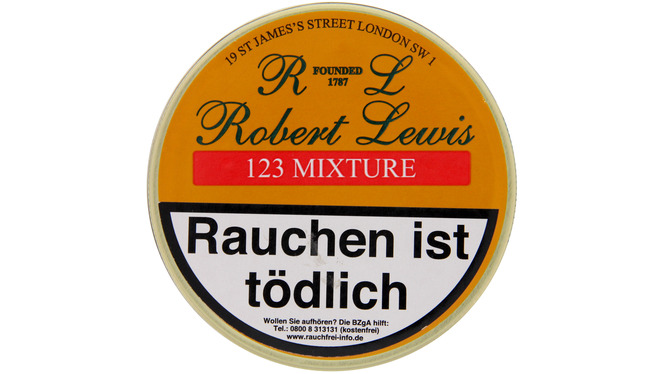 19 ST JAMES'S STREET LONDON SW 1
R FOUNDED L
1787
Robert Lewis
123 MIXTURE
Rauchen ist
tödlich
Wollen Sie aufhören? Die BZgA hilft:
Tel.: 0800 8 313131 (kostenfrei)
www.rauchfrei-info.de